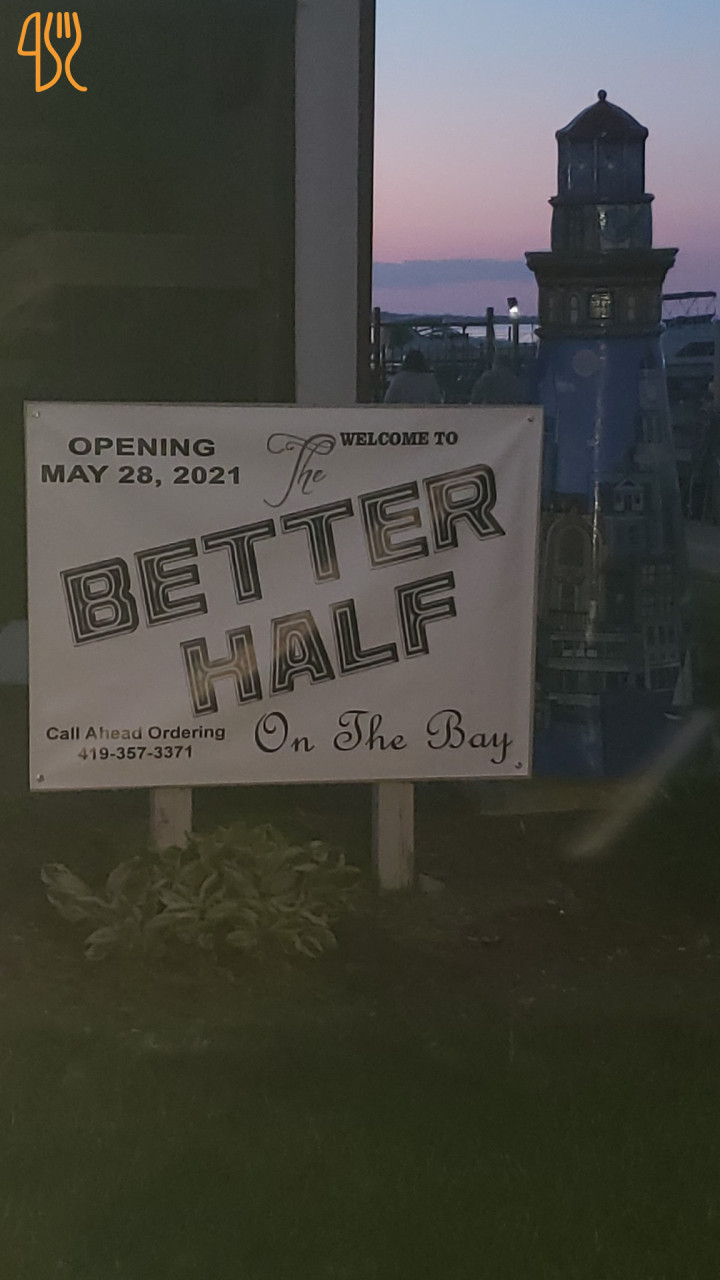 OPENING
MAY 28, 2021
WELCOME TO
The
BETTER
HALF
On The Bay
Call Ahead Ordering
419-357-3371